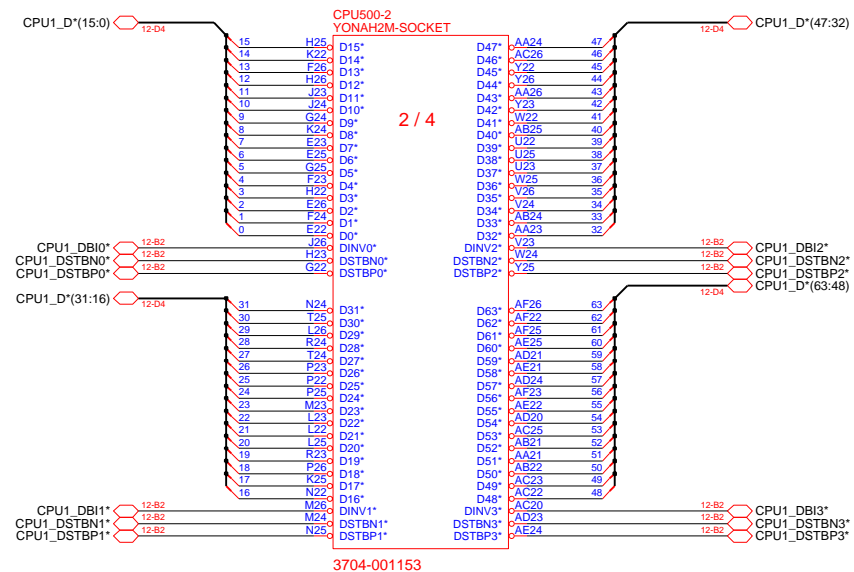 CPU500-2
YONAH2M-SOCKET
CPU1_D*(15:0) 12-D4 12-D4 CPU1_D*(47:32)
2 / 4
15 H25 D15* D47* AA24 47
14 K22 D14* D46* AC26 46
13 F26 D13* D45* Y22 45
12 H26 D12* D44* Y26 44
11 J23 D11* D43* AA26 43
10 J24 D10* D42* Y23 42
9 G24 D9* D41* W22 41
8 K24 D8* D40* AB25 40
7 E23 D7* D39* U22 39
6 E25 D6* D38* U25 38
5 G25 D5* D37* U23 37
4 F23 D4* D36* W25 36
3 H22 D3* D35* V26 35
2 E26 D2* D34* V24 34
1 F24 D1* D33* AB24 33
0 E22 D0* D32* AA23 32
CPU1_DBI0* 12-B2 J26 DINV0* DINV2* V23 12-B2 CPU1_DBI2*
CPU1_DSTBN0* 12-B2 H23 DSTBN0* DSTBN2* W24 12-B2 CPU1_DSTBN2*
CPU1_DSTBP0* 12-B2 G22 DSTBP0* DSTBP2* Y25 12-B2 CPU1_DSTBP2*
12-D4 CPU1_D*(63:48)
CPU1_D*(31:16) 12-D4
31 N24 D31* D63* AF26 63
30 T25 D30* D62* AF22 62
29 L26 D29* D61* AF25 61
28 R24 D28* D60* AE25 60
27 T24 D27* D59* AD21 59
26 P23 D26* D58* AE21 58
25 P22 D25* D57* AD24 57
24 P25 D24* D56* AF23 56
23 M23 D23* D55* AE22 55
22 L23 D22* D54* AD20 54
21 L22 D21* D53* AC25 53
20 L25 D20* D52* AB21 52
19 R23 D19* D51* AA21 51
18 P26 D18* D50* AB22 50
17 K25 D17* D49* AC23 49
16 N22 D16* D48* AC22 48
CPU1_DBI1* 12-B2 M26 DINV1* DINV3* AC20 12-B2 CPU1_DBI3*
CPU1_DSTBN1* 12-B2 M24 DSTBN1* DSTBN3* AD23 12-B2 CPU1_DSTBN3*
CPU1_DSTBP1* 12-B2 N25 DSTBP1* DSTBP3* AE24 12-B2 CPU1_DSTBP3*
3704-001153